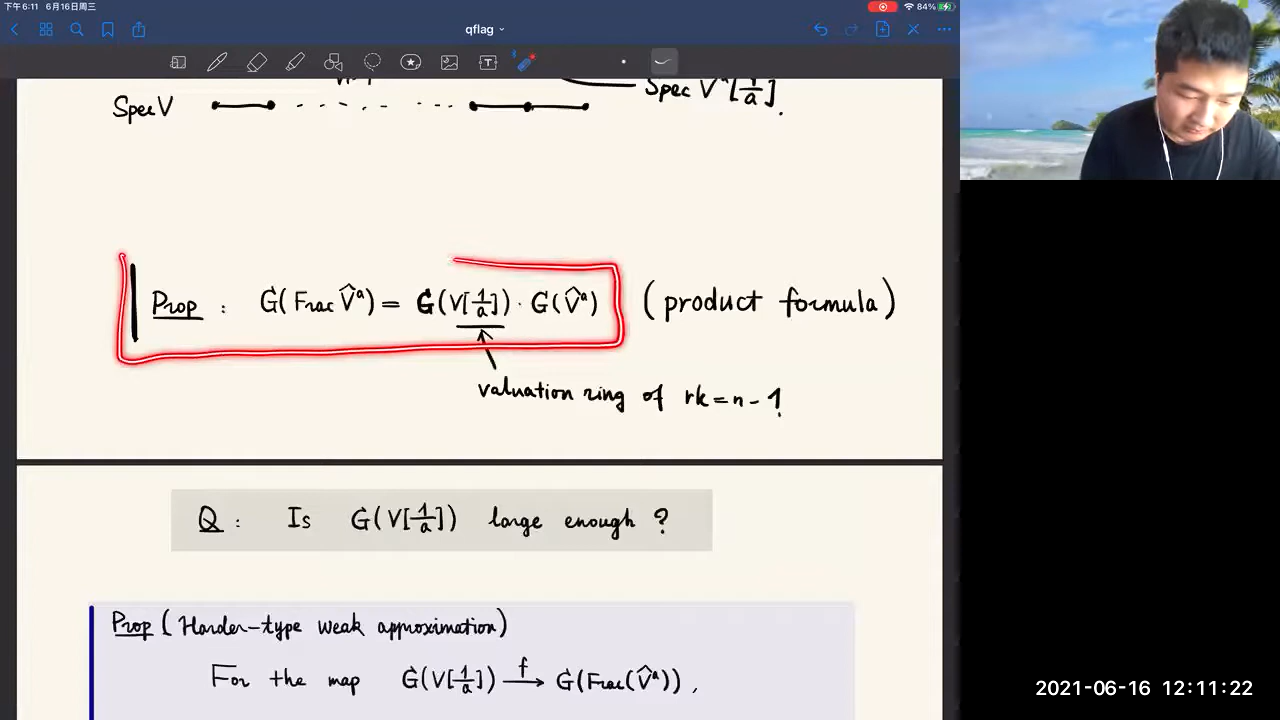 下午6:11 6月16日周三
84%
qflag
Spec V
Spec V̂ᵃ[1/a].
Prop : G(Frac V̂ᵃ) = G(V[1/a]) · G(V̂ᵃ) (product formula)
valuation ring of rk = n - 1.
Q : Is G(V[1/a]) large enough ?
Prop (Harder-type weak approximation)
For the map G(V[1/a]) —f→ G(Frac(V̂ᵃ)) ,
2021-06-16 12:11:22